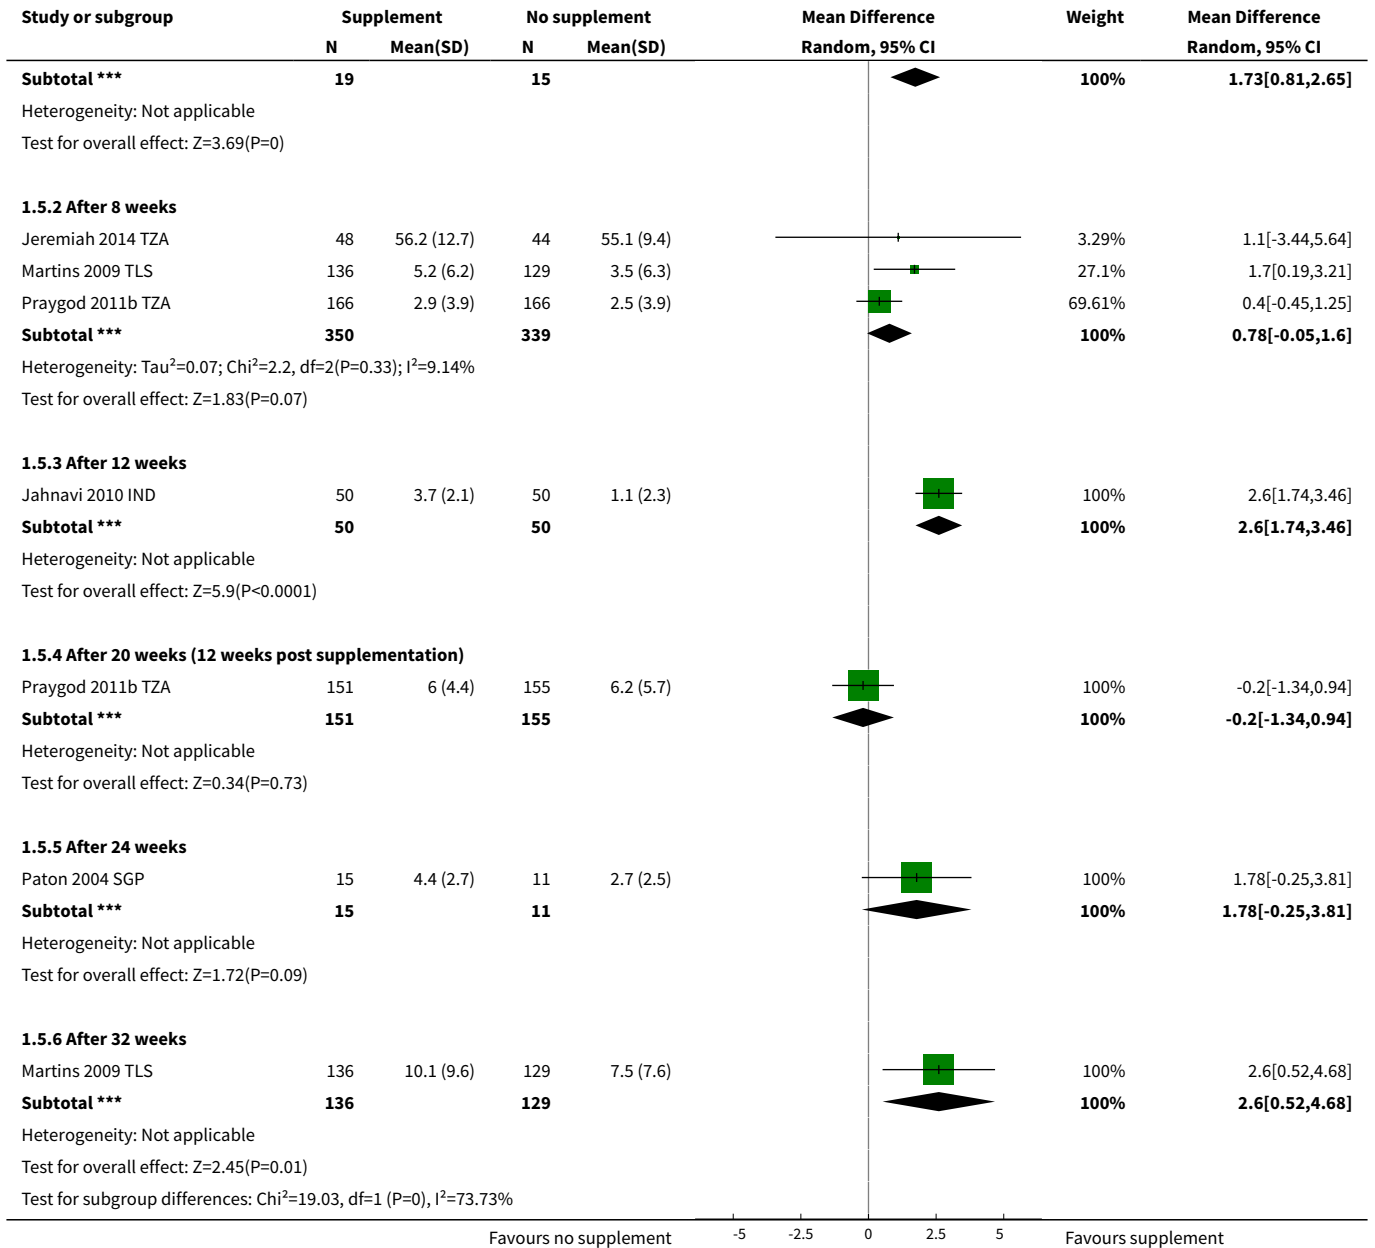 Study or subgroup Supplement No supplement Mean Difference Weight Mean Difference
N Mean(SD) N Mean(SD) Random, 95% CI Random, 95% CI
Subtotal *** 19 15 100% 1.73[0.81,2.65]
Heterogeneity: Not applicable
Test for overall effect: Z=3.69(P=0)
1.5.2 After 8 weeks
Jeremiah 2014 TZA 48 56.2 (12.7) 44 55.1 (9.4) 3.29% 1.1[-3.44,5.64]
Martins 2009 TLS 136 5.2 (6.2) 129 3.5 (6.3) 27.1% 1.7[0.19,3.21]
Praygod 2011b TZA 166 2.9 (3.9) 166 2.5 (3.9) 69.61% 0.4[-0.45,1.25]
Subtotal *** 350 339 100% 0.78[-0.05,1.6]
Heterogeneity: Tau²=0.07; Chi²=2.2, df=2(P=0.33); I²=9.14%
Test for overall effect: Z=1.83(P=0.07)
1.5.3 After 12 weeks
Jahnavi 2010 IND 50 3.7 (2.1) 50 1.1 (2.3) 100% 2.6[1.74,3.46]
Subtotal *** 50 50 100% 2.6[1.74,3.46]
Heterogeneity: Not applicable
Test for overall effect: Z=5.9(P<0.0001)
1.5.4 After 20 weeks (12 weeks post supplementation)
Praygod 2011b TZA 151 6 (4.4) 155 6.2 (5.7) 100% -0.2[-1.34,0.94]
Subtotal *** 151 155 100% -0.2[-1.34,0.94]
Heterogeneity: Not applicable
Test for overall effect: Z=0.34(P=0.73)
1.5.5 After 24 weeks
Paton 2004 SGP 15 4.4 (2.7) 11 2.7 (2.5) 100% 1.78[-0.25,3.81]
Subtotal *** 15 11 100% 1.78[-0.25,3.81]
Heterogeneity: Not applicable
Test for overall effect: Z=1.72(P=0.09)
1.5.6 After 32 weeks
Martins 2009 TLS 136 10.1 (9.6) 129 7.5 (7.6) 100% 2.6[0.52,4.68]
Subtotal *** 136 129 100% 2.6[0.52,4.68]
Heterogeneity: Not applicable
Test for overall effect: Z=2.45(P=0.01)
Test for subgroup differences: Chi²=19.03, df=1 (P=0), I²=73.73%
Favours no supplement -5 -2.5 0 2.5 5 Favours supplement